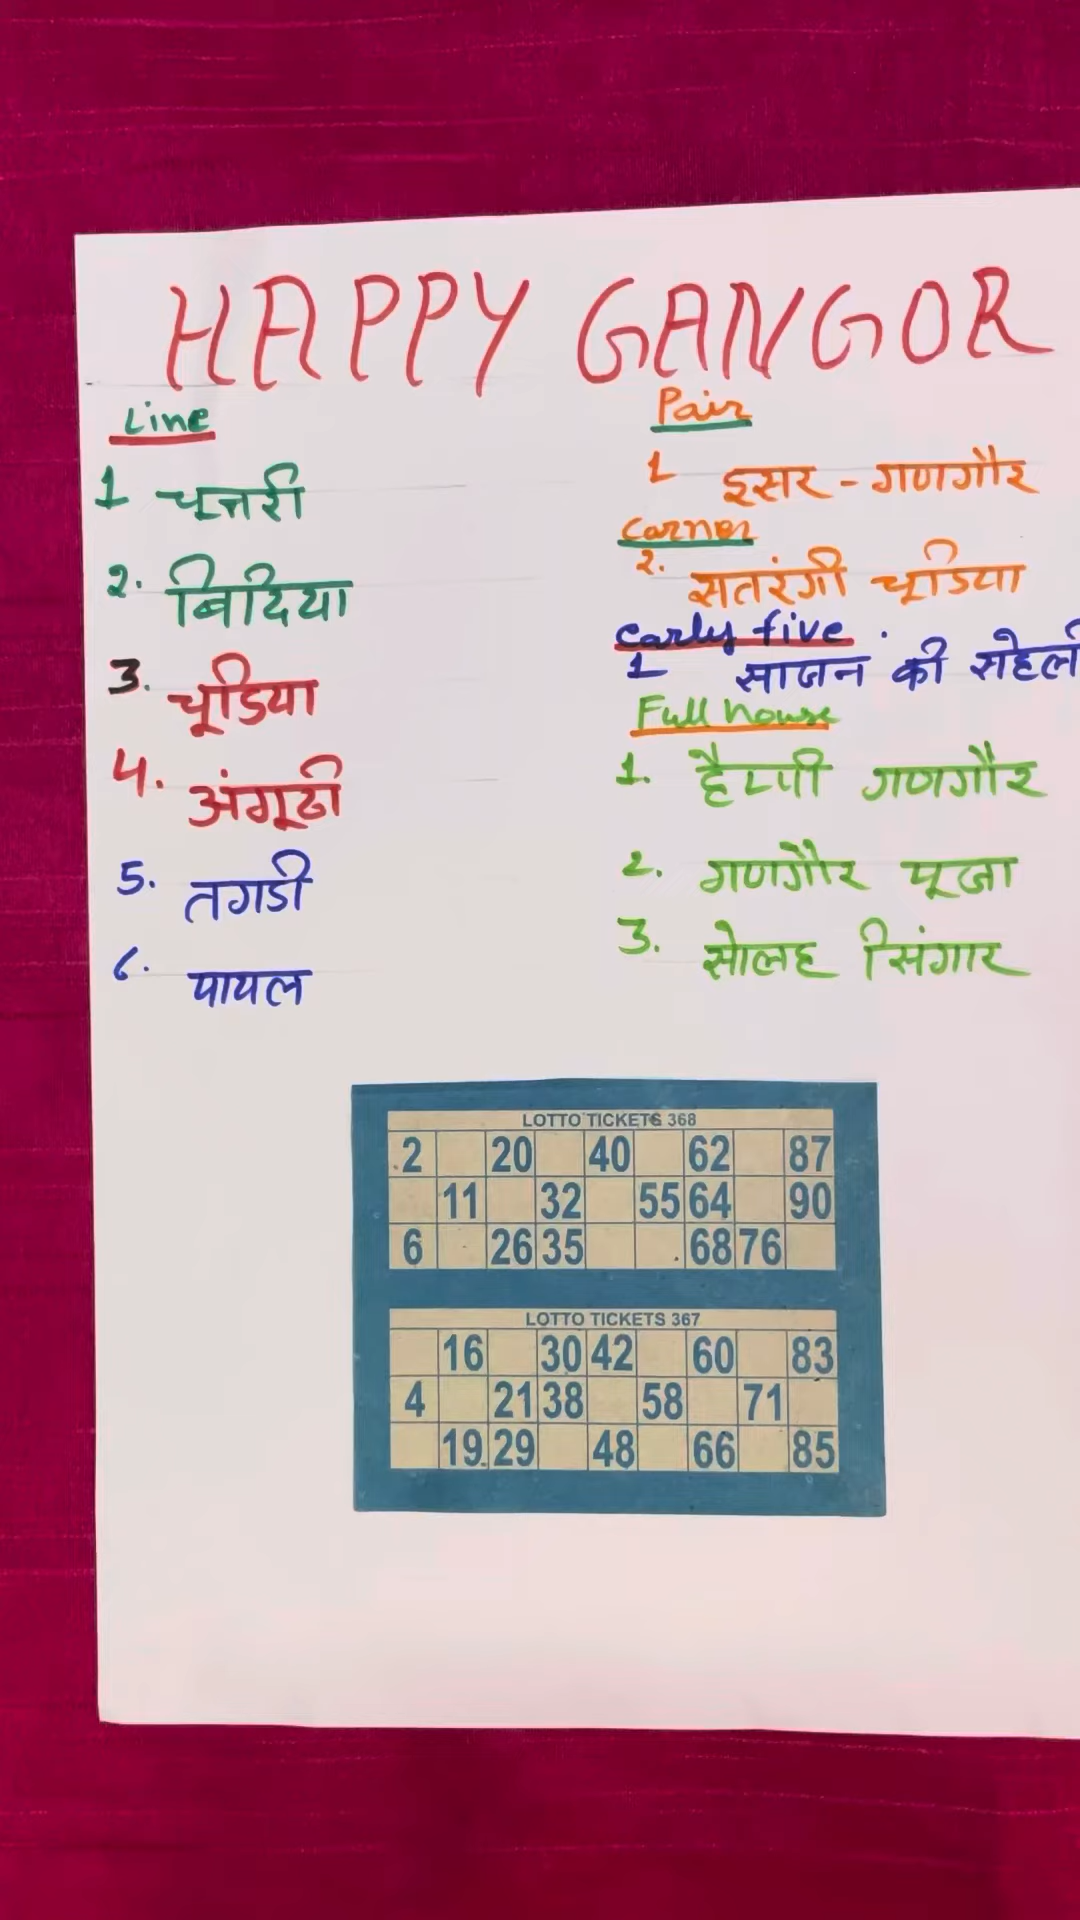 HAPPY GANGOR
Line
1 चूनरी
2. बिदिया
3. चूडिया
4. अंगूठी
5. तगडी
6. पायल
Pair
1 इसर - गणगौर
Carner
2. सतरंगी चूडिया
Early five
1 साजन की सहेली
Full house
1. हैप्पी गणगौर
2. गणगौर पूजा
3. सोलह सिंगार
LOTTO TICKETS 368
2 20 40 62 87
11 32 55 64 90
6 26 35 68 76
LOTTO TICKETS 367
16 30 42 60 83
4 21 38 58 71
19 29 48 66 85